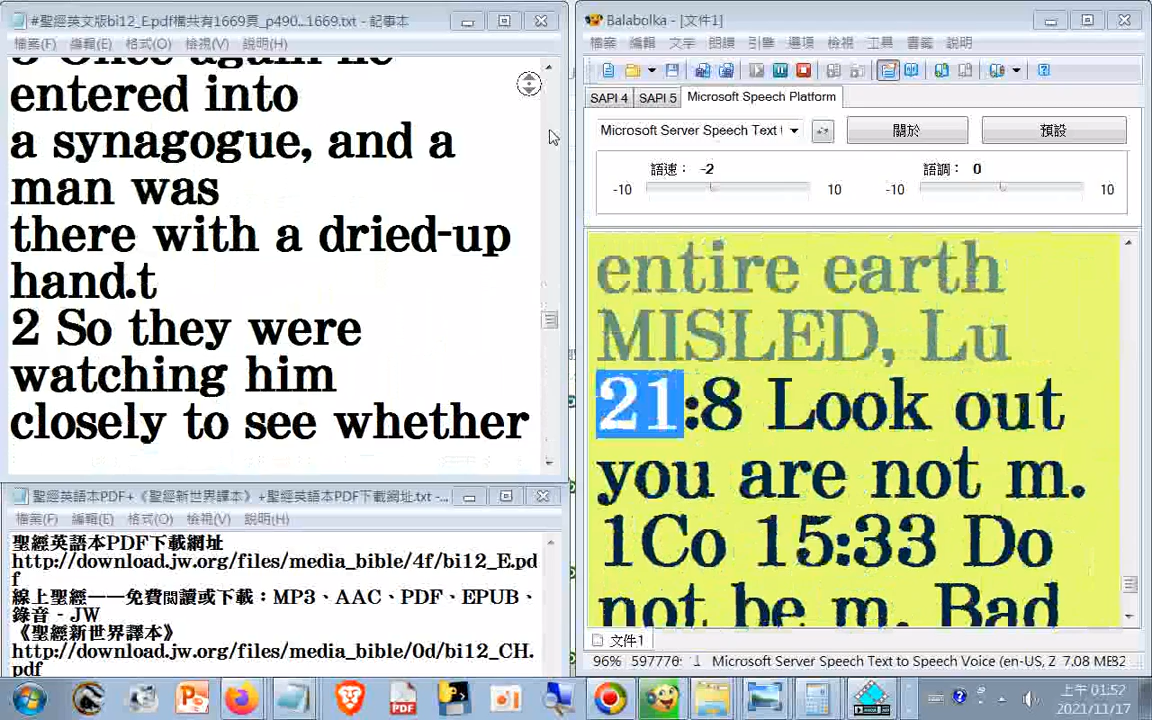 #聖經英文版bi12_E.pdf橫共有1669頁_p490...1669.txt - 記事本
檔案(F) 編輯(E) 格式(O) 檢視(V) 說明(H)
3 Once again he
entered into
a synagogue, and a
man was
there with a dried-up
hand.t
2 So they were
watching him
closely to see whether
聖經英語本PDF+《聖經新世界譯本》+聖經英語本PDF下載網址.txt - ...
檔案(F) 編輯(E) 格式(O) 檢視(V) 說明(H)
聖經英語本PDF下載網址
http://download.jw.org/files/media_bible/4f/bi12_E.pd
f
線上聖經——免費閱讀或下載：MP3、AAC、PDF、EPUB、
錄音 - JW
《聖經新世界譯本》
http://download.jw.org/files/media_bible/0d/bi12_CH.
pdf
Balabolka - [文件1]
檔案 編輯 文字 朗讀 引擎 選項 檢視 工具 書籤 說明
SAPI 4 SAPI 5 Microsoft Speech Platform
Microsoft Server Speech Text 關於 預設
語速： -2 語調： 0
-10 10 -10 10
entire earth
MISLED, Lu
21:8 Look out
you are not m.
1Co 15:33 Do
not be m. Bad
文件1
96% Microsoft Server Speech Text to Speech Voice (en-US, Z 7.08 MB
上午 01:52
2021/11/17